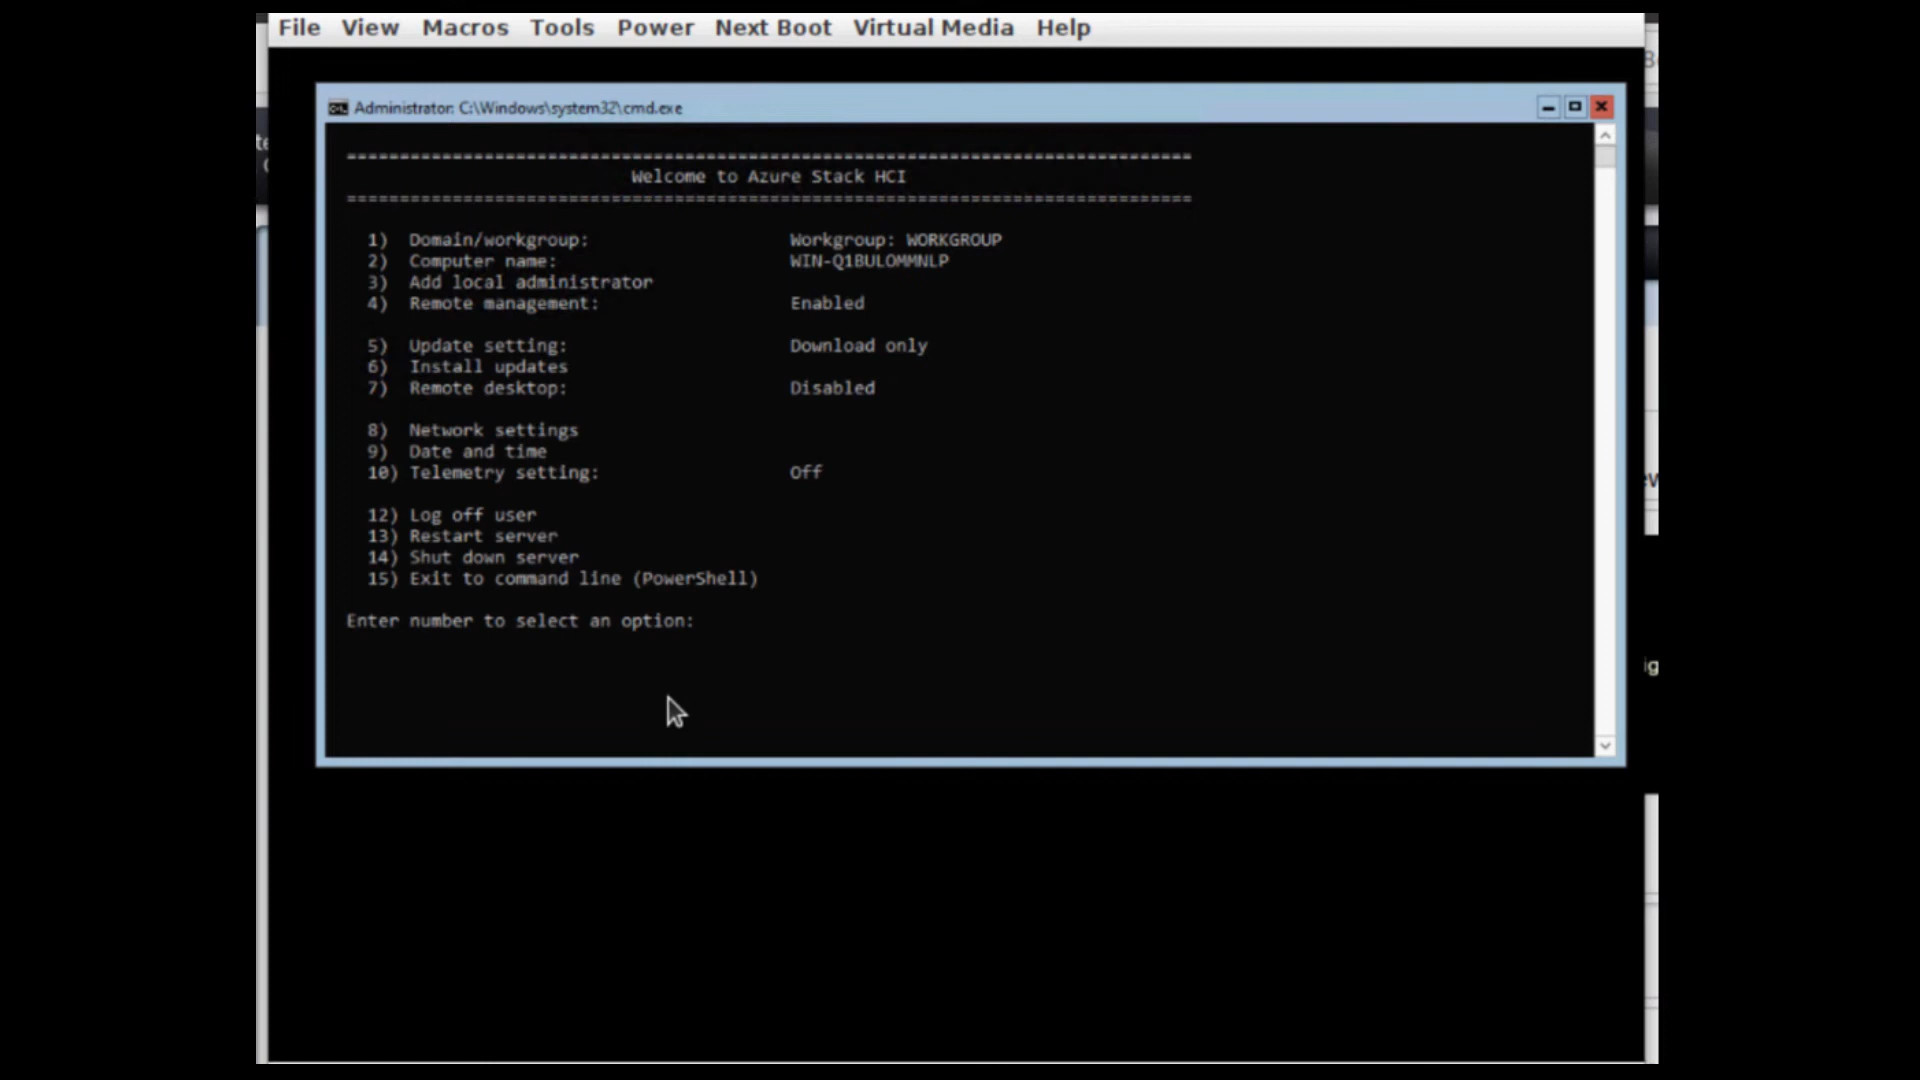 File View Macros Tools Power Next Boot Virtual Media Help
Administrator: C:\Windows\system32\cmd.exe
================================================================================
Welcome to Azure Stack HCI
================================================================================
1) Domain/workgroup: Workgroup: WORKGROUP
2) Computer name: WIN-Q1BULOMMNLP
3) Add local administrator
4) Remote management: Enabled
5) Update setting: Download only
6) Install updates
7) Remote desktop: Disabled
8) Network settings
9) Date and time
10) Telemetry setting: Off
12) Log off user
13) Restart server
14) Shut down server
15) Exit to command line (PowerShell)
Enter number to select an option: